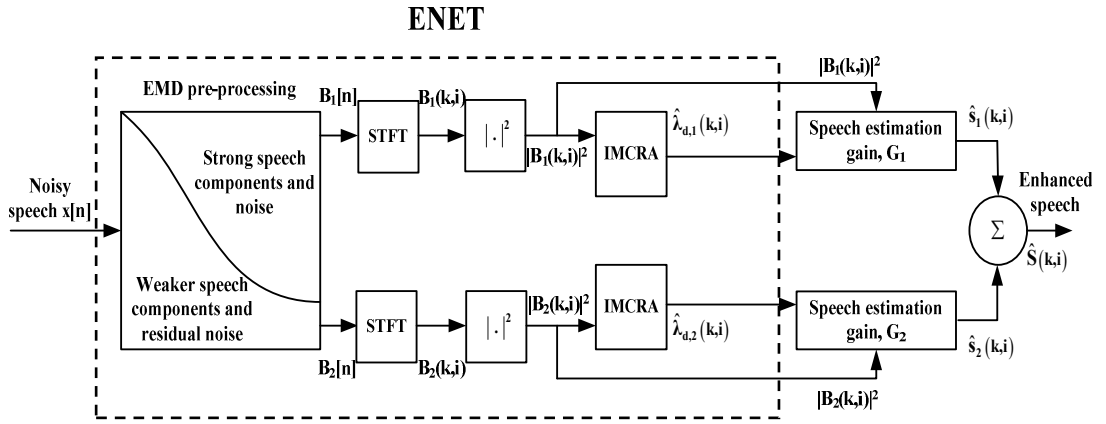 ENET
EMD pre-processing
Noisy
speech x[n]
Strong speech
components and
noise
Weaker speech
components and
residual noise
B₁[n]
STFT
B₁(k,i)
|·|²
|B₁(k,i)|²
IMCRA
λ̂d,1(k,i)
|B₁(k,i)|²
Speech estimation
gain, G₁
ŝ₁(k,i)
Enhanced
speech
Σ
Ŝ(k,i)
B₂[n]
STFT
B₂(k,i)
|·|²
|B₂(k,i)|²
IMCRA
λ̂d,2(k,i)
|B₂(k,i)|²
Speech estimation
gain, G₂
ŝ₂(k,i)